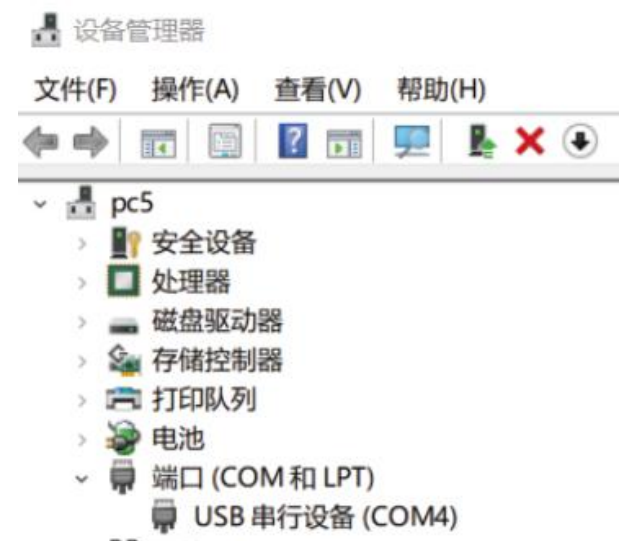 设备管理器
文件(F) 操作(A) 查看(V) 帮助(H)
pc5
安全设备
处理器
磁盘驱动器
存储控制器
打印队列
电池
端口 (COM 和 LPT)
USB 串行设备 (COM4)